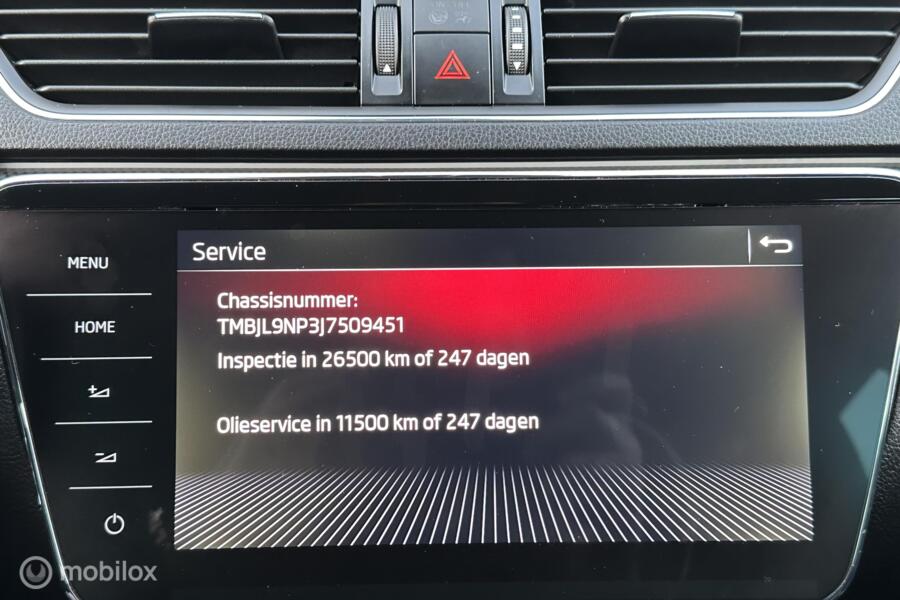 Service
MENU
HOME
Chassisnummer:
TMBJL9NP3J7509451
Inspectie in 26500 km of 247 dagen
Olieservice in 11500 km of 247 dagen
mobilox